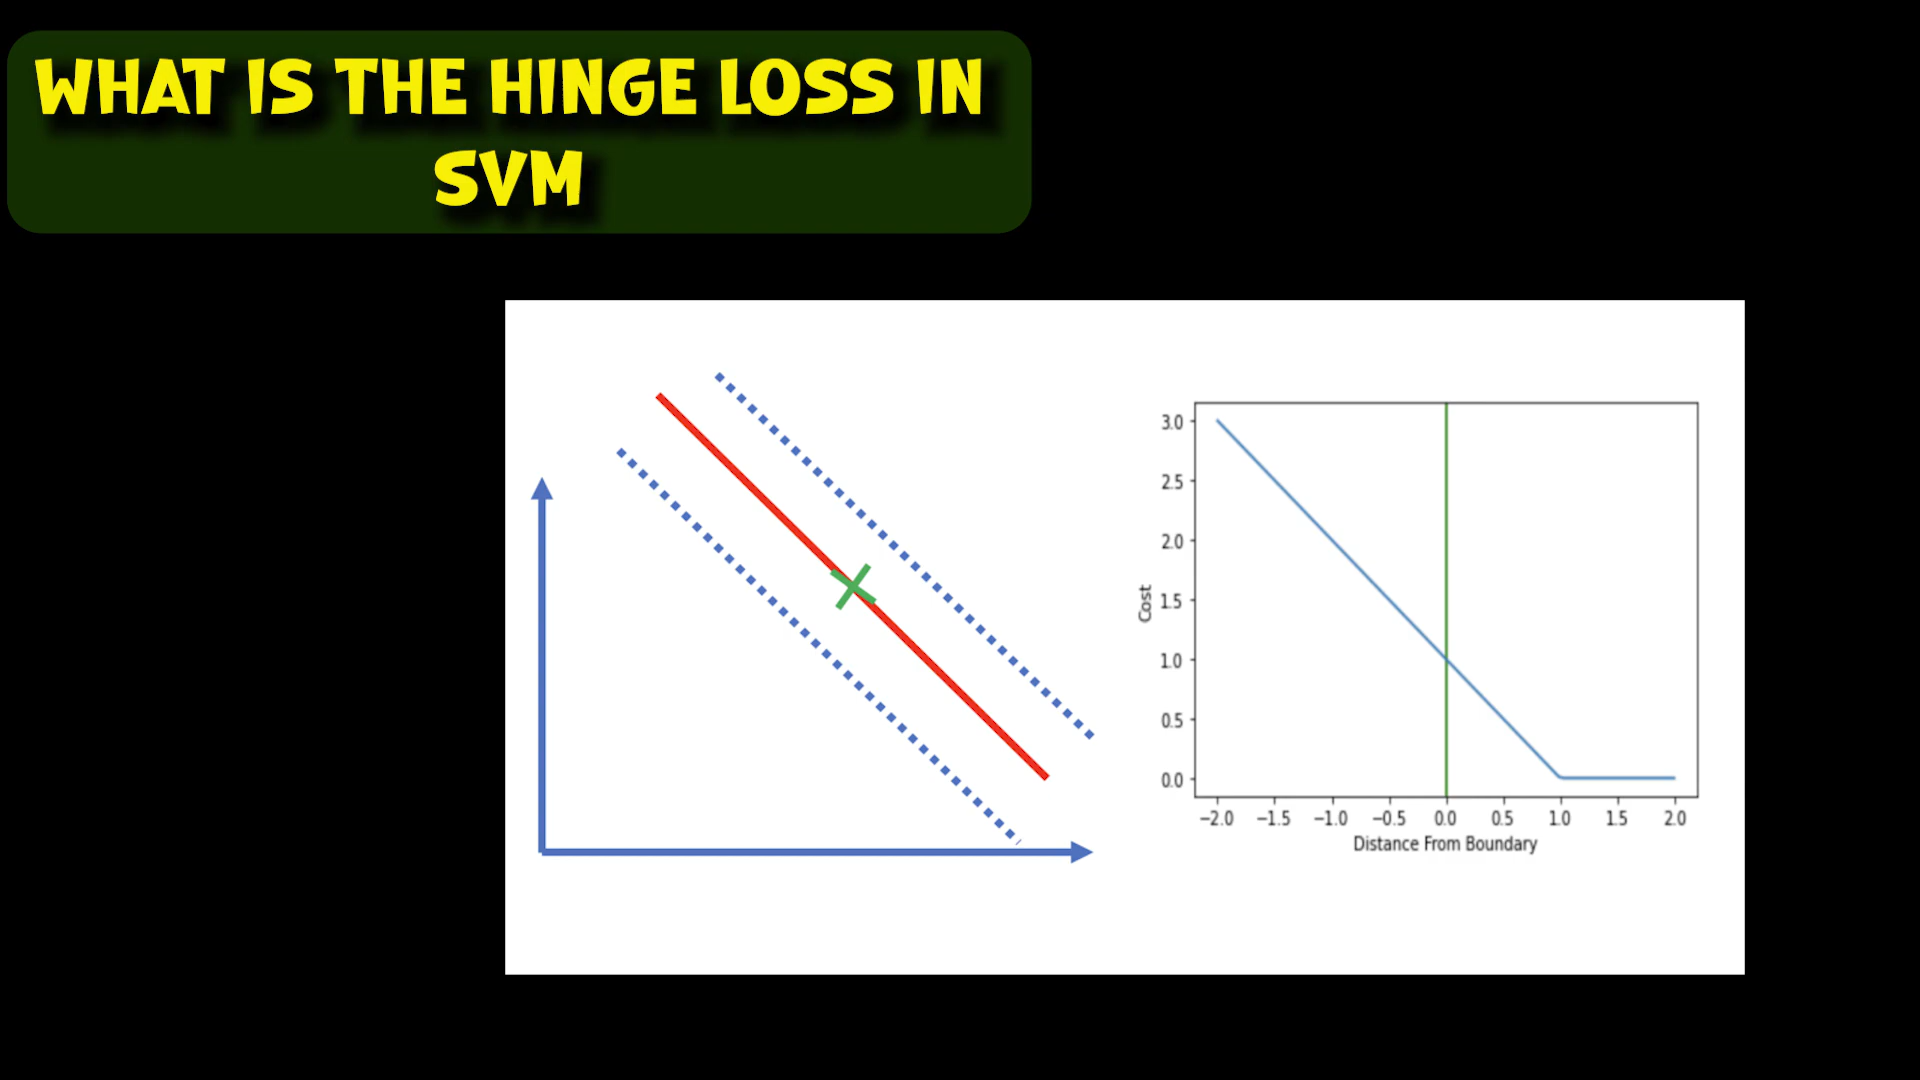 WHAT IS THE HINGE LOSS IN
SVM
3.0
2.5
2.0
1.5
1.0
0.5
0.0
Cost
−2.0 −1.5 −1.0 −0.5 0.0 0.5 1.0 1.5 2.0
Distance From Boundary